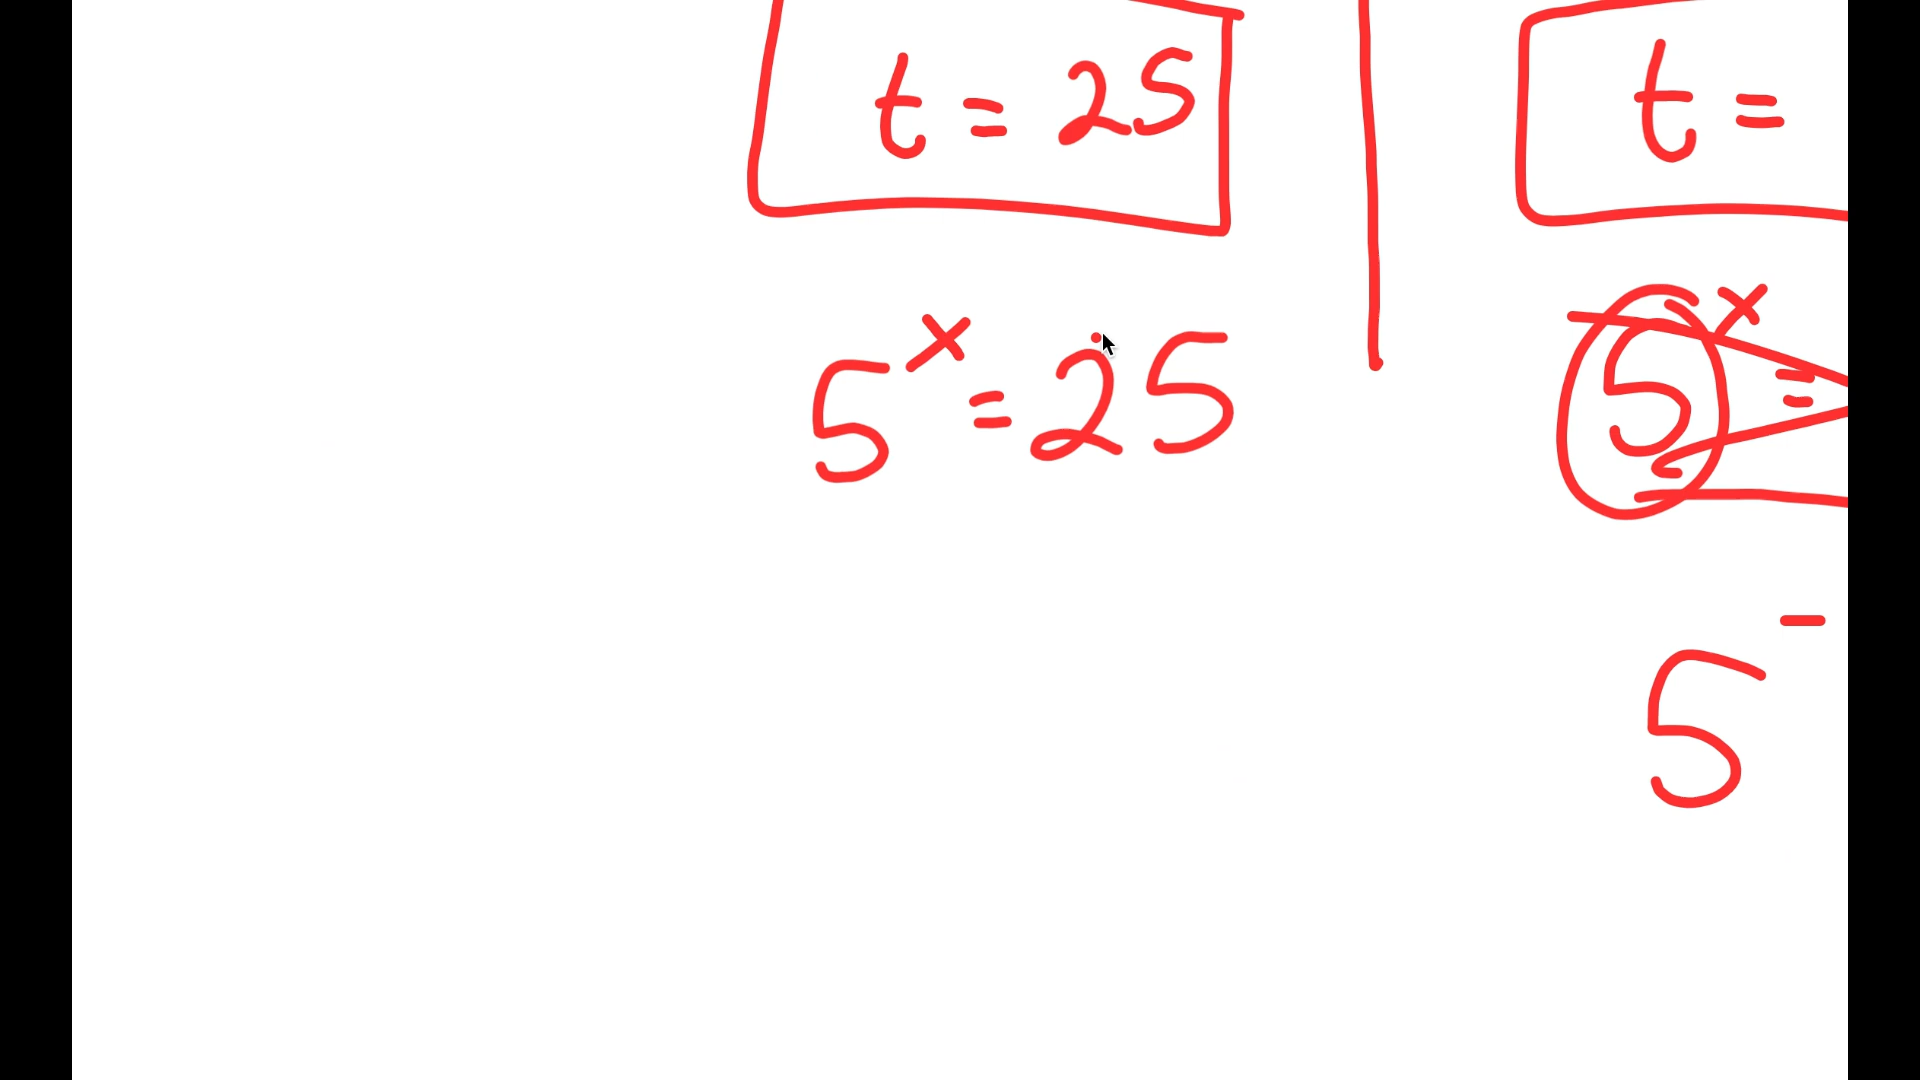 t = 25
5^x = 25
t =
5^x =
5^-